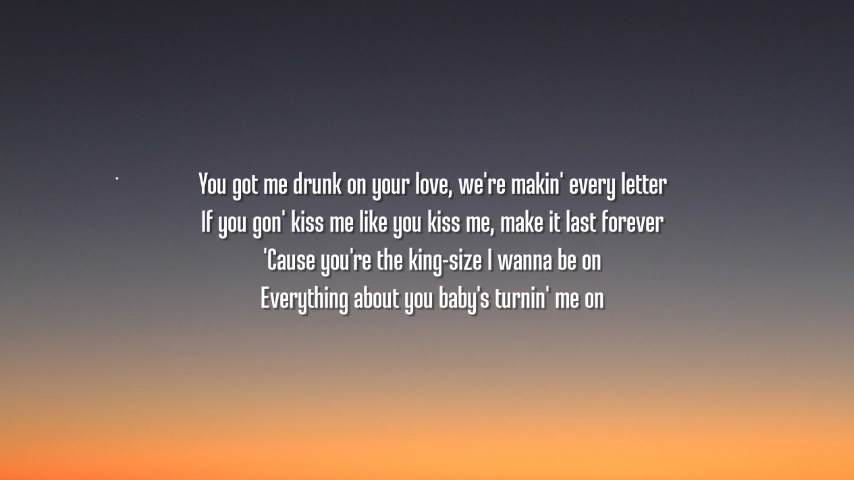 You got me drunk on your love, we're makin' every letter
If you gon' kiss me like you kiss me, make it last forever
'Cause you're the king-size I wanna be on
Everything about you baby's turnin' me on